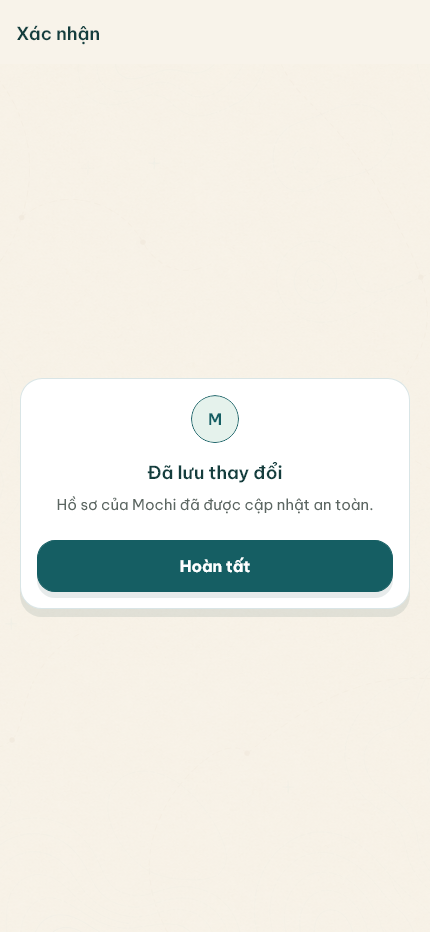 Xác nhận
M
Đã lưu thay đổi
Hồ sơ của Mochi đã được cập nhật an toàn.
Hoàn tất